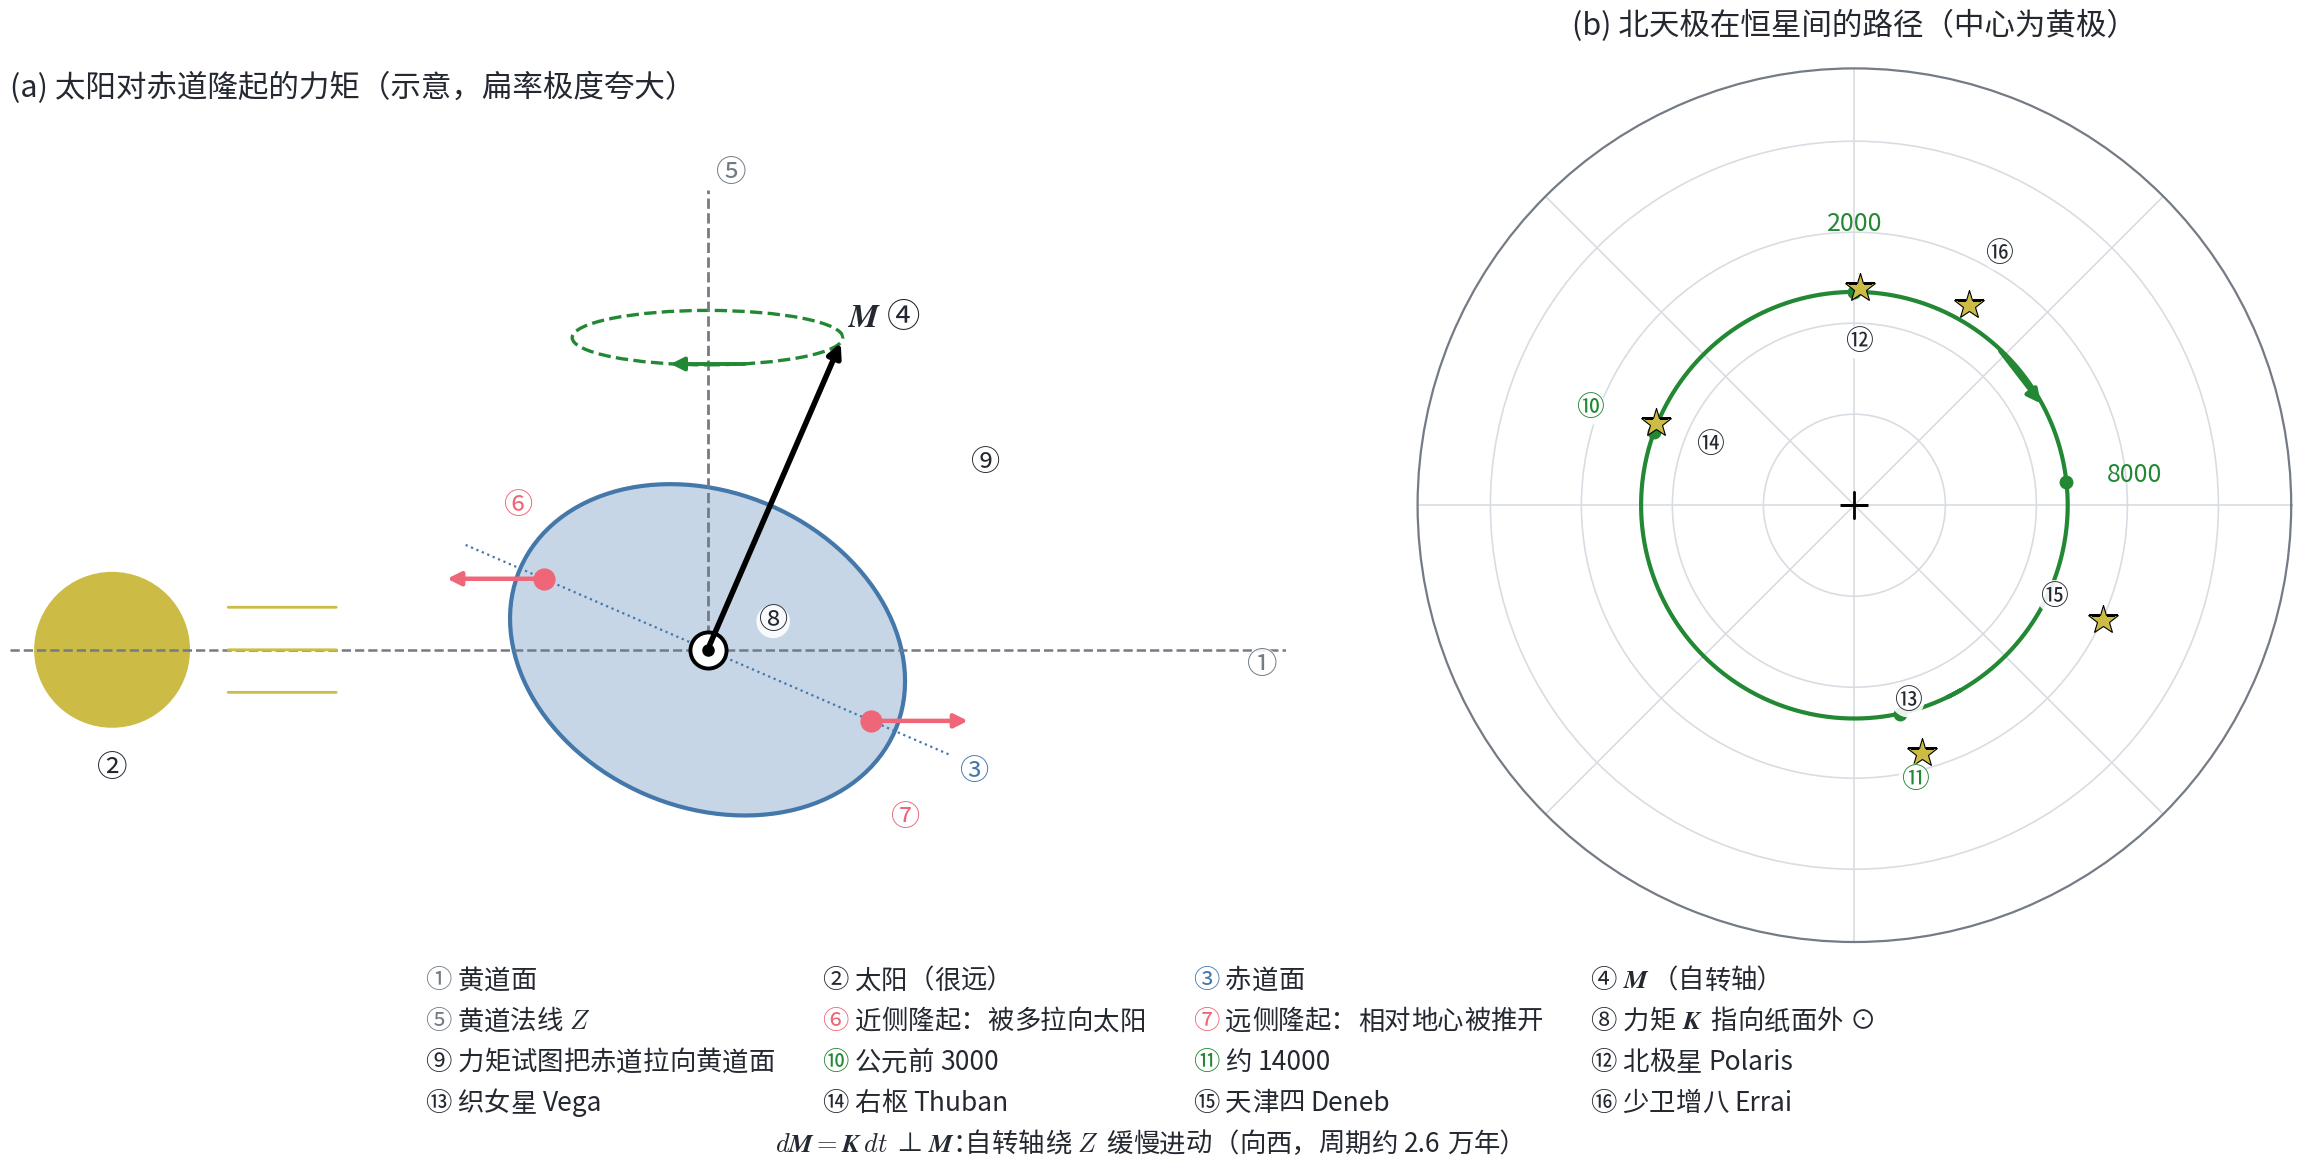 (b) 北天极在恒星间的路径（中心为黄极）
(a) 太阳对赤道隆起的力矩（示意，扁率极度夸大）
⑤
2000
⑯
M ④
⑫
⑩
⑭
⑨
8000
⑥
⑧
⑮
①
⑬
②
③
⑪
⑦
① 黄道面
② 太阳（很远）
③ 赤道面
④ M （自转轴）
⑤ 黄道法线 Z
⑥ 近侧隆起：被多拉向太阳
⑦ 远侧隆起：相对地心被推开
⑧ 力矩 K 指向纸面外 ⊙
⑨ 力矩试图把赤道拉向黄道面
⑩ 公元前 3000
⑪ 约 14000
⑫ 北极星 Polaris
⑬ 织女星 Vega
⑭ 右枢 Thuban
⑮ 天津四 Deneb
⑯ 少卫增八 Errai
dM = K dt ⊥ M：自转轴绕 Z 缓慢进动（向西，周期约 2.6 万年）